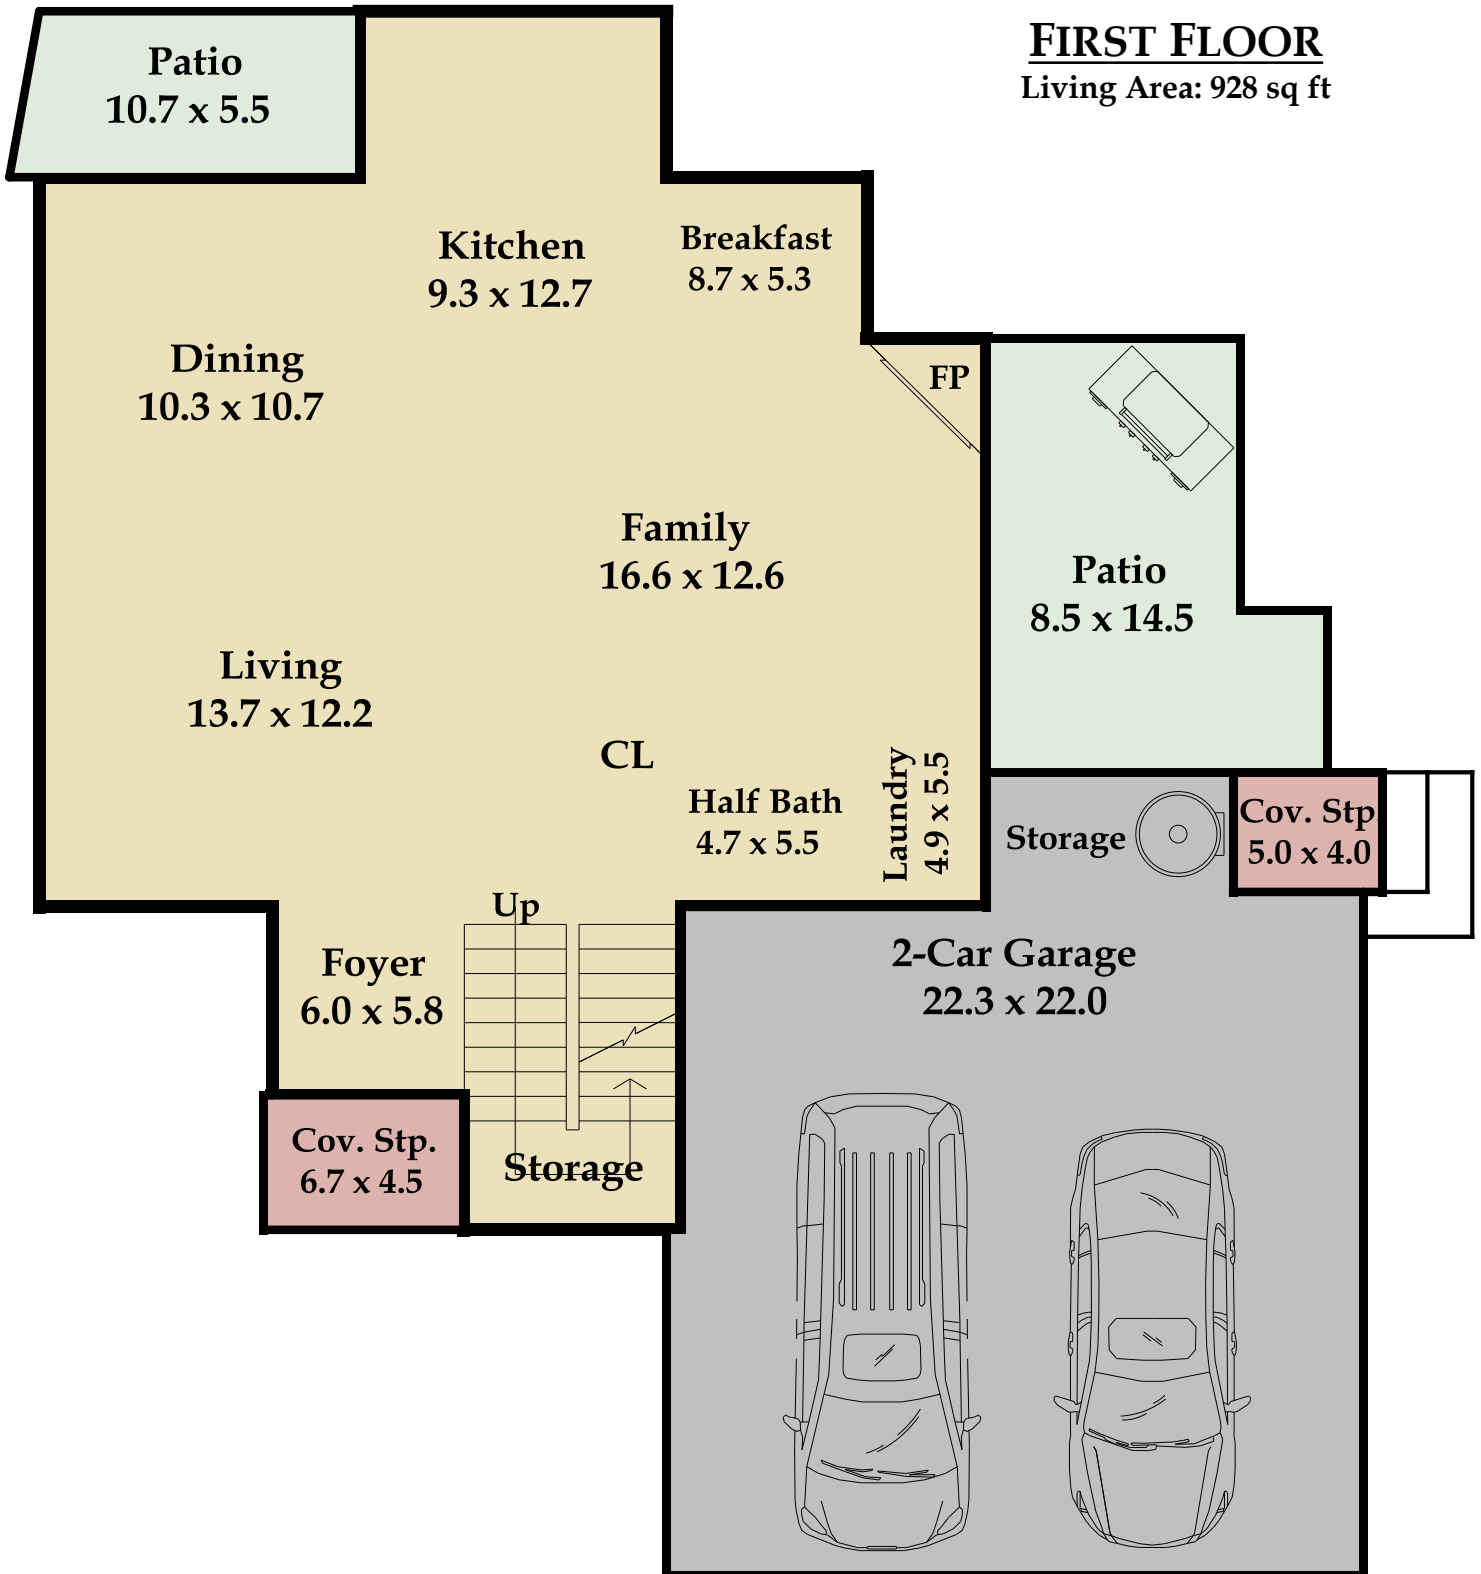 FIRST FLOOR
Living Area: 928 sq ft
Patio
10.7 x 5.5
Kitchen
9.3 x 12.7
Breakfast
8.7 x 5.3
Dining
10.3 x 10.7
FP
Family
16.6 x 12.6
Patio
8.5 x 14.5
Living
13.7 x 12.2
CL
Half Bath
4.7 x 5.5
Laundry
4.9 x 5.5
Storage
Cov. Stp.
5.0 x 4.0
Up
Foyer
6.0 x 5.8
2-Car Garage
22.3 x 22.0
Cov. Stp.
6.7 x 4.5
Storage